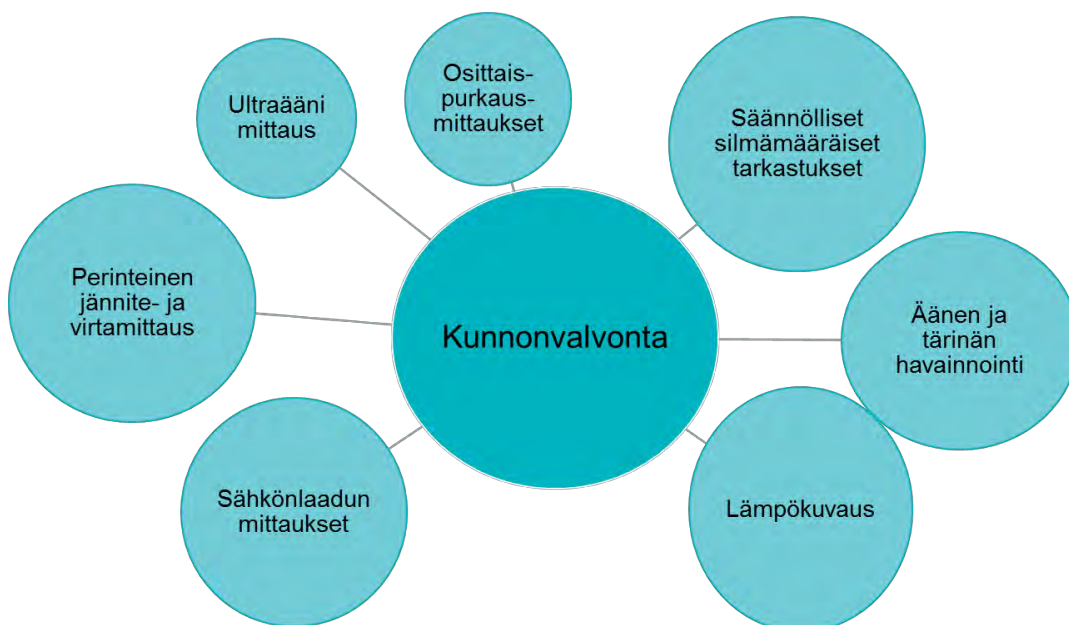 Osittais-
purkaus-
mittaukset
Ultraääni
mittaus
Säännölliset
silmämääräiset
tarkastukset
Perinteinen
jännite- ja
virtamittaus
Kunnonvalvonta
Äänen ja
tärinän
havainnointi
Sähkönlaadun
mittaukset
Lämpökuvaus